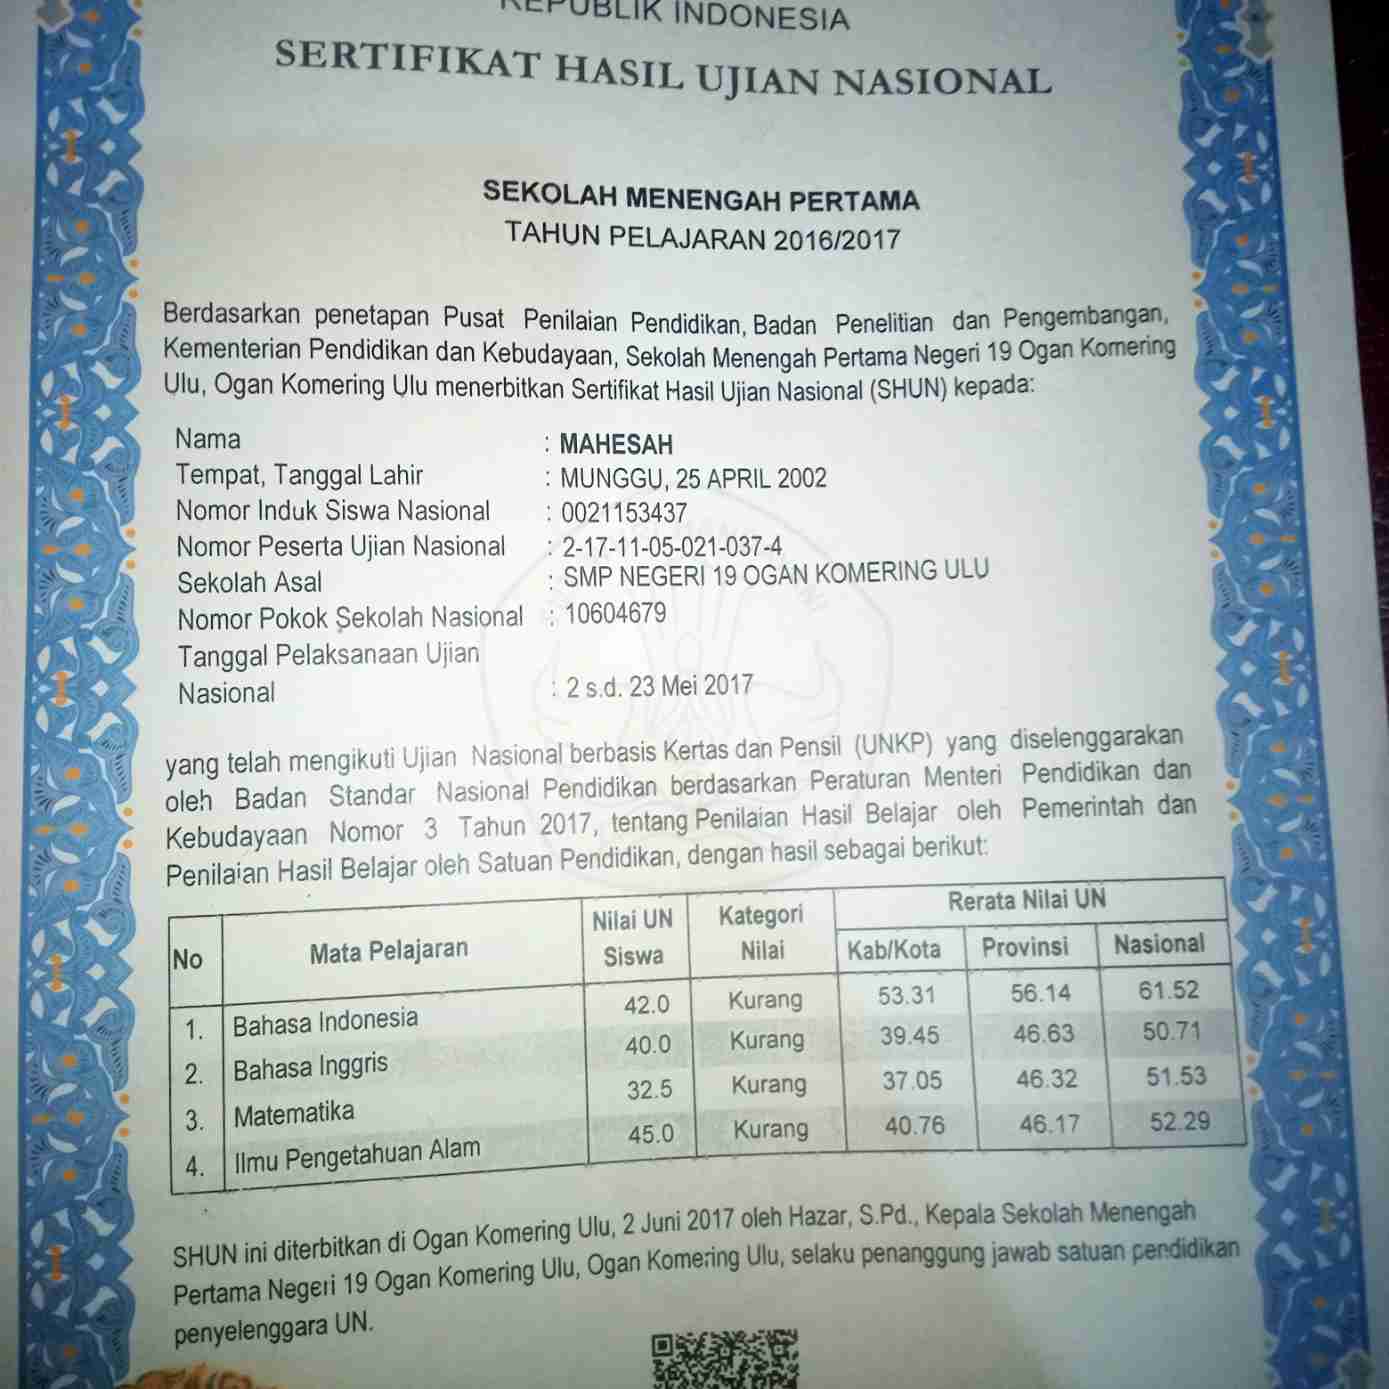 REPUBLIK INDONESIA
SERTIFIKAT HASIL UJIAN NASIONAL
SEKOLAH MENENGAH PERTAMA
TAHUN PELAJARAN 2016/2017
Berdasarkan penetapan Pusat Penilaian Pendidikan, Badan Penelitian dan Pengembangan,
Kementerian Pendidikan dan Kebudayaan, Sekolah Menengah Pertama Negeri 19 Ogan Komering
Ulu, Ogan Komering Ulu menerbitkan Sertifikat Hasil Ujian Nasional (SHUN) kepada:
Nama : MAHESAH
Tempat, Tanggal Lahir : MUNGGU, 25 APRIL 2002
Nomor Induk Siswa Nasional : 0021153437
Nomor Peserta Ujian Nasional : 2-17-11-05-021-037-4
Sekolah Asal : SMP NEGERI 19 OGAN KOMERING ULU
Nomor Pokok Sekolah Nasional : 10604679
Tanggal Pelaksanaan Ujian
Nasional : 2 s.d. 23 Mei 2017
yang telah mengikuti Ujian Nasional berbasis Kertas dan Pensil (UNKP) yang diselenggarakan
oleh Badan Standar Nasional Pendidikan berdasarkan Peraturan Menteri Pendidikan dan
Kebudayaan Nomor 3 Tahun 2017, tentang Penilaian Hasil Belajar oleh Pemerintah dan
Penilaian Hasil Belajar oleh Satuan Pendidikan, dengan hasil sebagai berikut:
No Mata Pelajaran Nilai UN Siswa Kategori Nilai Rerata Nilai UN
Kab/Kota Provinsi Nasional
1. Bahasa Indonesia 42.0 Kurang 53.31 56.14 61.52
2. Bahasa Inggris 40.0 Kurang 39.45 46.63 50.71
3. Matematika 32.5 Kurang 37.05 46.32 51.53
4. Ilmu Pengetahuan Alam 45.0 Kurang 40.76 46.17 52.29
SHUN ini diterbitkan di Ogan Komering Ulu, 2 Juni 2017 oleh Hazar, S.Pd., Kepala Sekolah Menengah
Pertama Negeri 19 Ogan Komering Ulu, Ogan Komering Ulu, selaku penanggung jawab satuan pendidikan
penyelenggara UN.